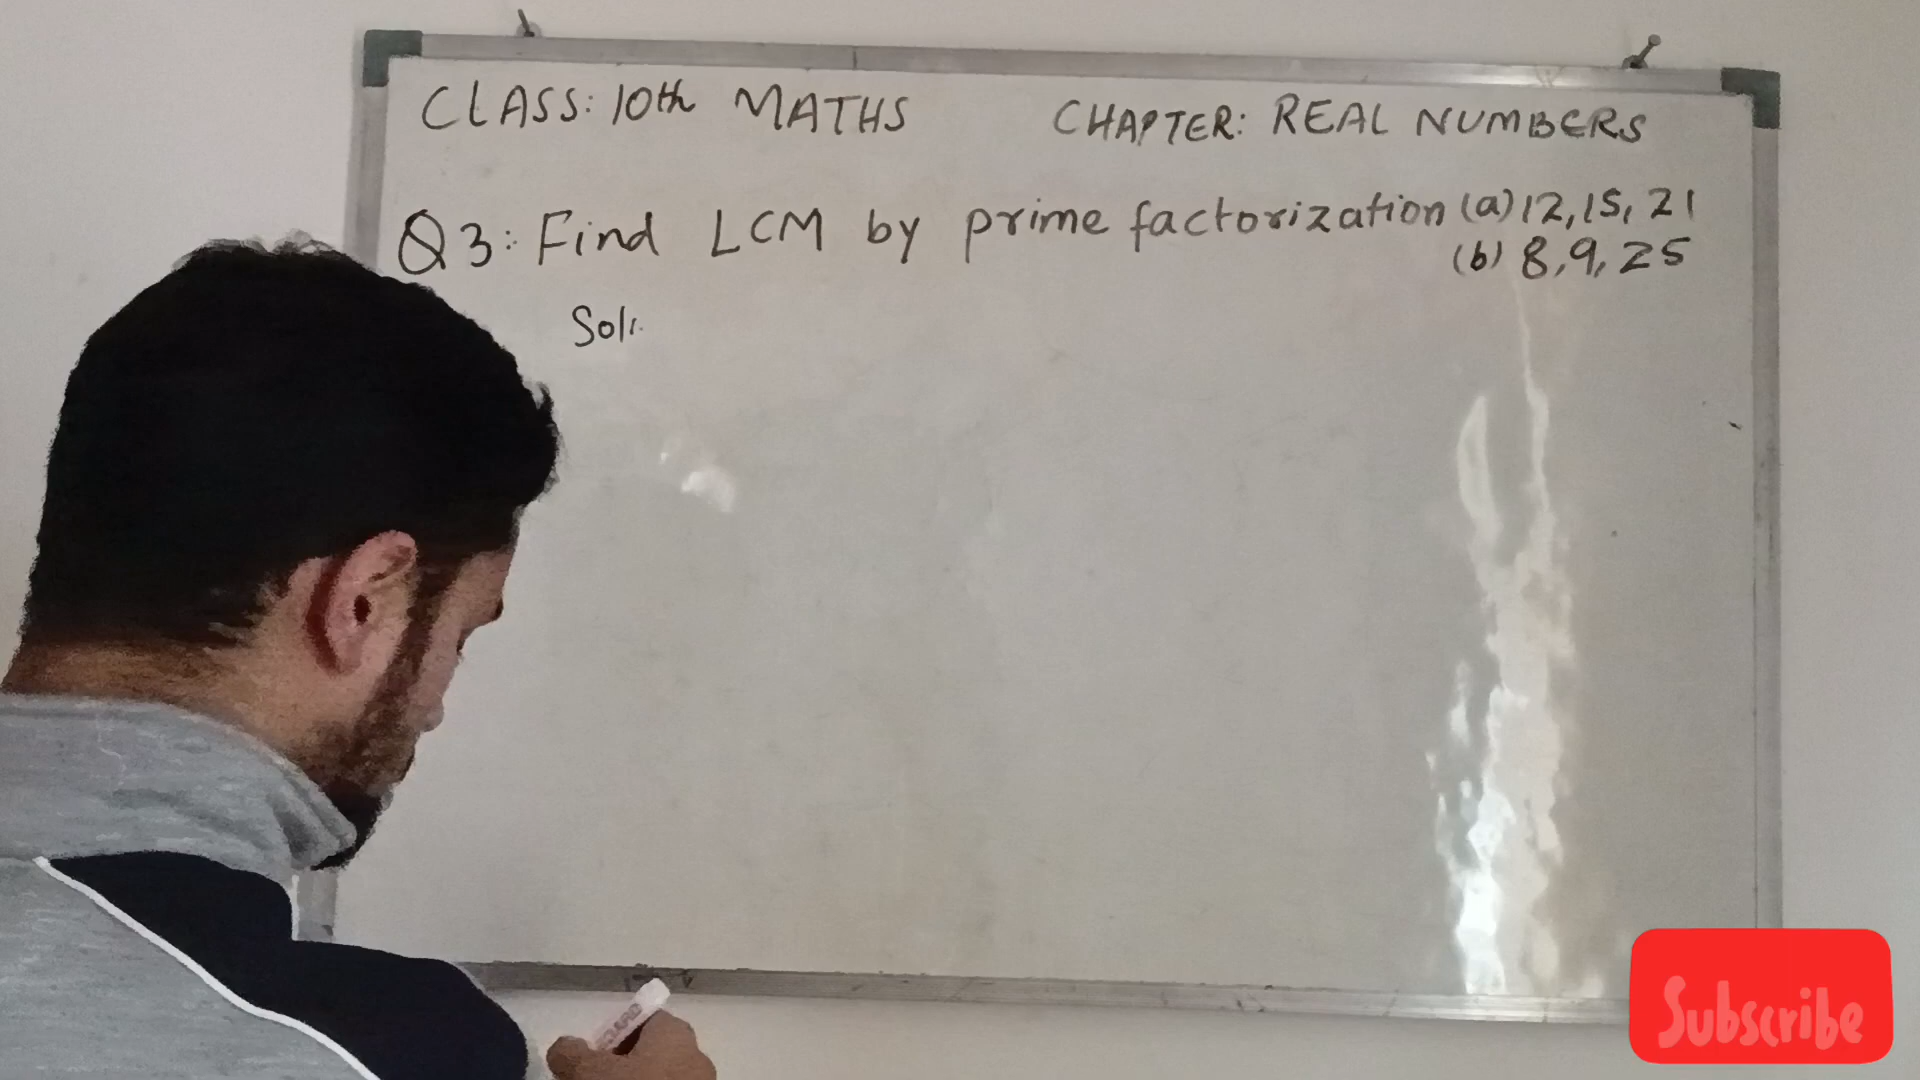 CLASS: 10th MATHS CHAPTER: REAL NUMBERS
Q3: Find LCM by prime factorization (a) 12, 15, 21
(b) 8, 9, 25
Sol:
Subscribe